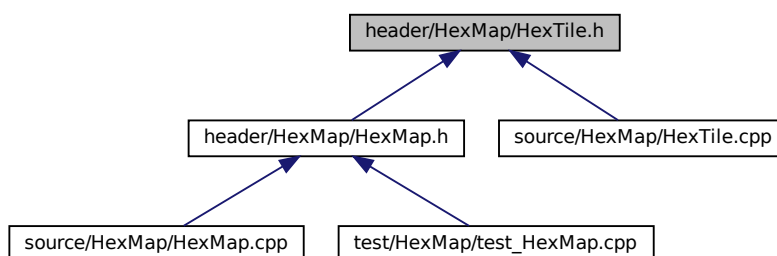 header/HexMap/HexTile.h
header/HexMap/HexMap.h
source/HexMap/HexTile.cpp
source/HexMap/HexMap.cpp
test/HexMap/test_HexMap.cpp